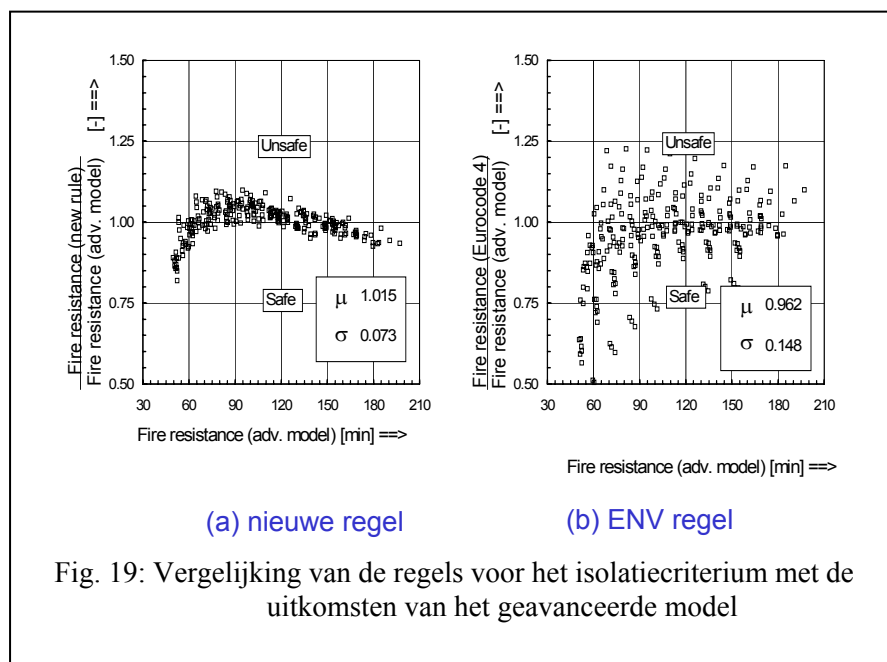 1.50
1.25
1.00
0.75
0.50
30 60 90 120 150 180 210
Fire resistance (new rule)
Fire resistance (adv. model)
[-] ==>
Unsafe
Safe
μ 1.015
σ 0.073
Fire resistance (adv. model) [min] ==>
1.50
1.25
1.00
0.75
0.50
30 60 90 120 150 180 210
Fire resistance (Eurocode 4)
Fire resistance (adv. model)
[-] ==>
Unsafe
Safe
μ 0.962
σ 0.148
Fire resistance (adv. model) [min] ==>
(a) nieuwe regel
(b) ENV regel
Fig. 19: Vergelijking van de regels voor het isolatiecriterium met de
uitkomsten van het geavanceerde model